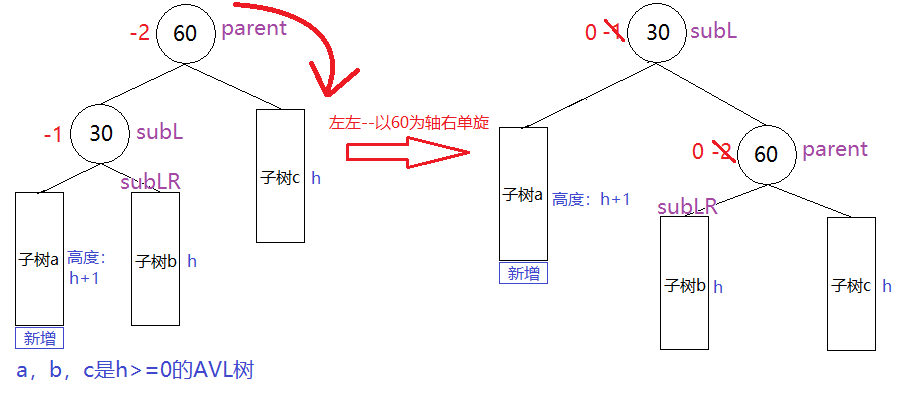 -2 60 parent
-1 30 subL
subLR
子树a 高度：
h+1
子树b h
子树c h
新增
a，b，c是h>=0的AVL树
左左--以60为轴右单旋
0 -1 30 subL
0 -2 60 parent
子树a 高度：h+1
新增
subLR
子树b h
子树c h